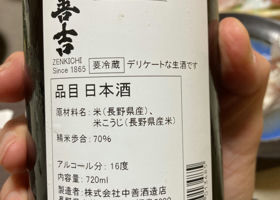 善吉
ZENKICHI
Since 1865
要冷蔵 デリケートな生酒です
品目 日本酒
原材料名：米（長野県産）、
米こうじ（長野県産米）
精米歩合：70%
アルコール分：16度
内容量：720ml
製造者：株式会社中善酒造店